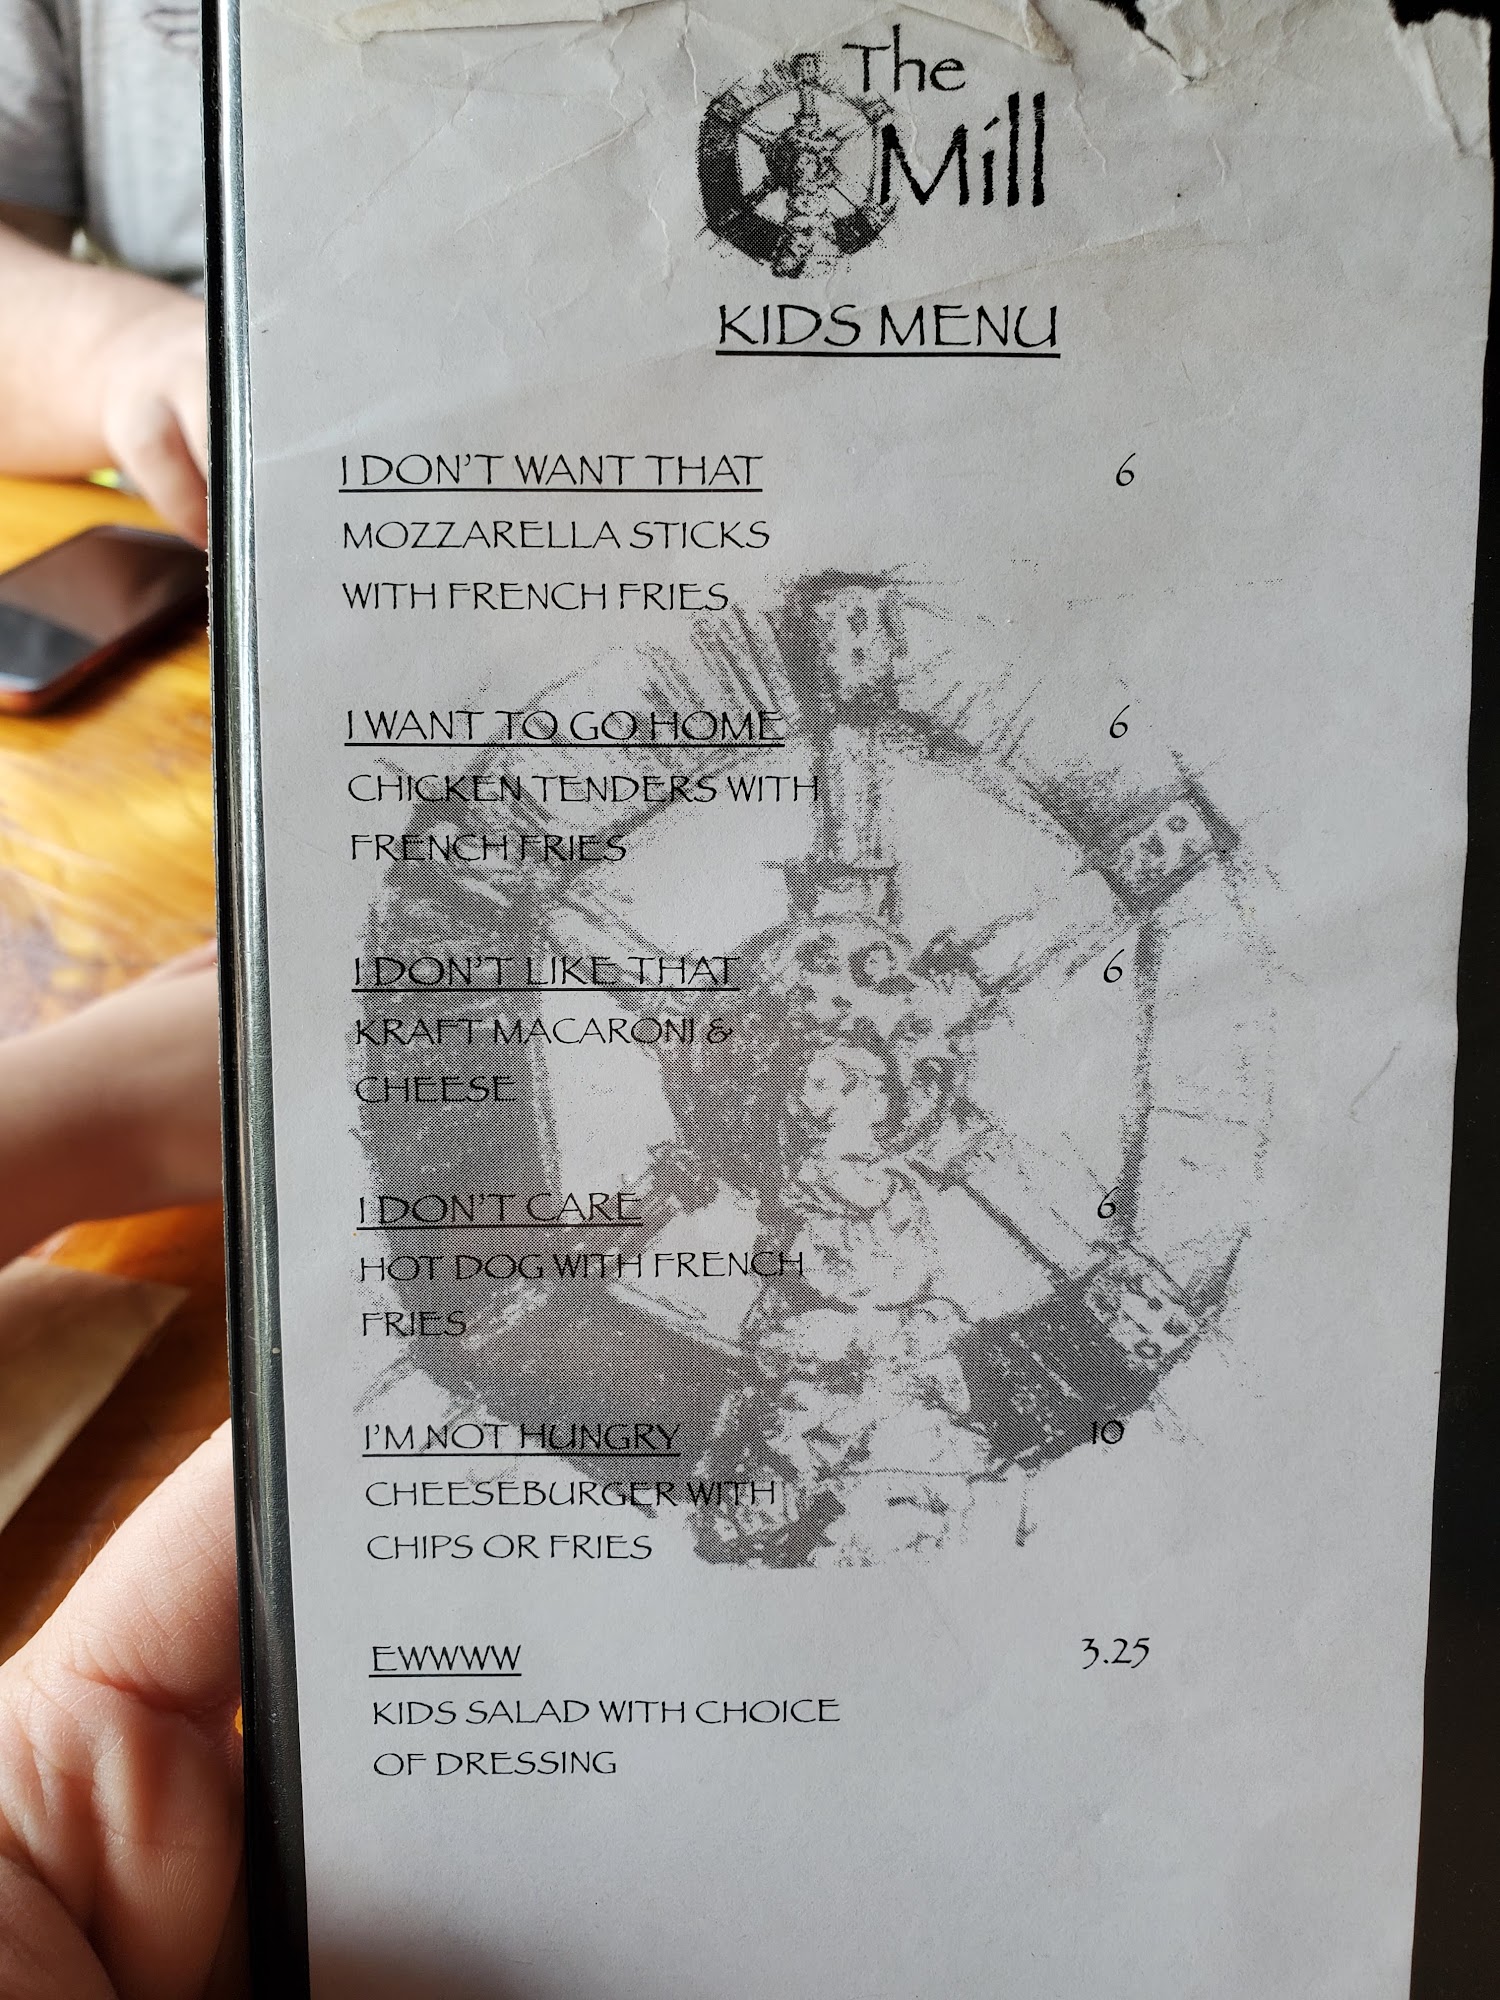 The
Mill
KIDS MENU
I DON'T WANT THAT 6
MOZZARELLA STICKS
WITH FRENCH FRIES
I WANT TO GO HOME 6
CHICKEN TENDERS WITH
FRENCH FRIES
I DON'T LIKE THAT 6
KRAFT MACARONI &
CHEESE
I DON'T CARE 6
HOT DOG WITH FRENCH
FRIES
I'M NOT HUNGRY 10
CHEESEBURGER WITH
CHIPS OR FRIES
EWWWW 3.25
KIDS SALAD WITH CHOICE
OF DRESSING